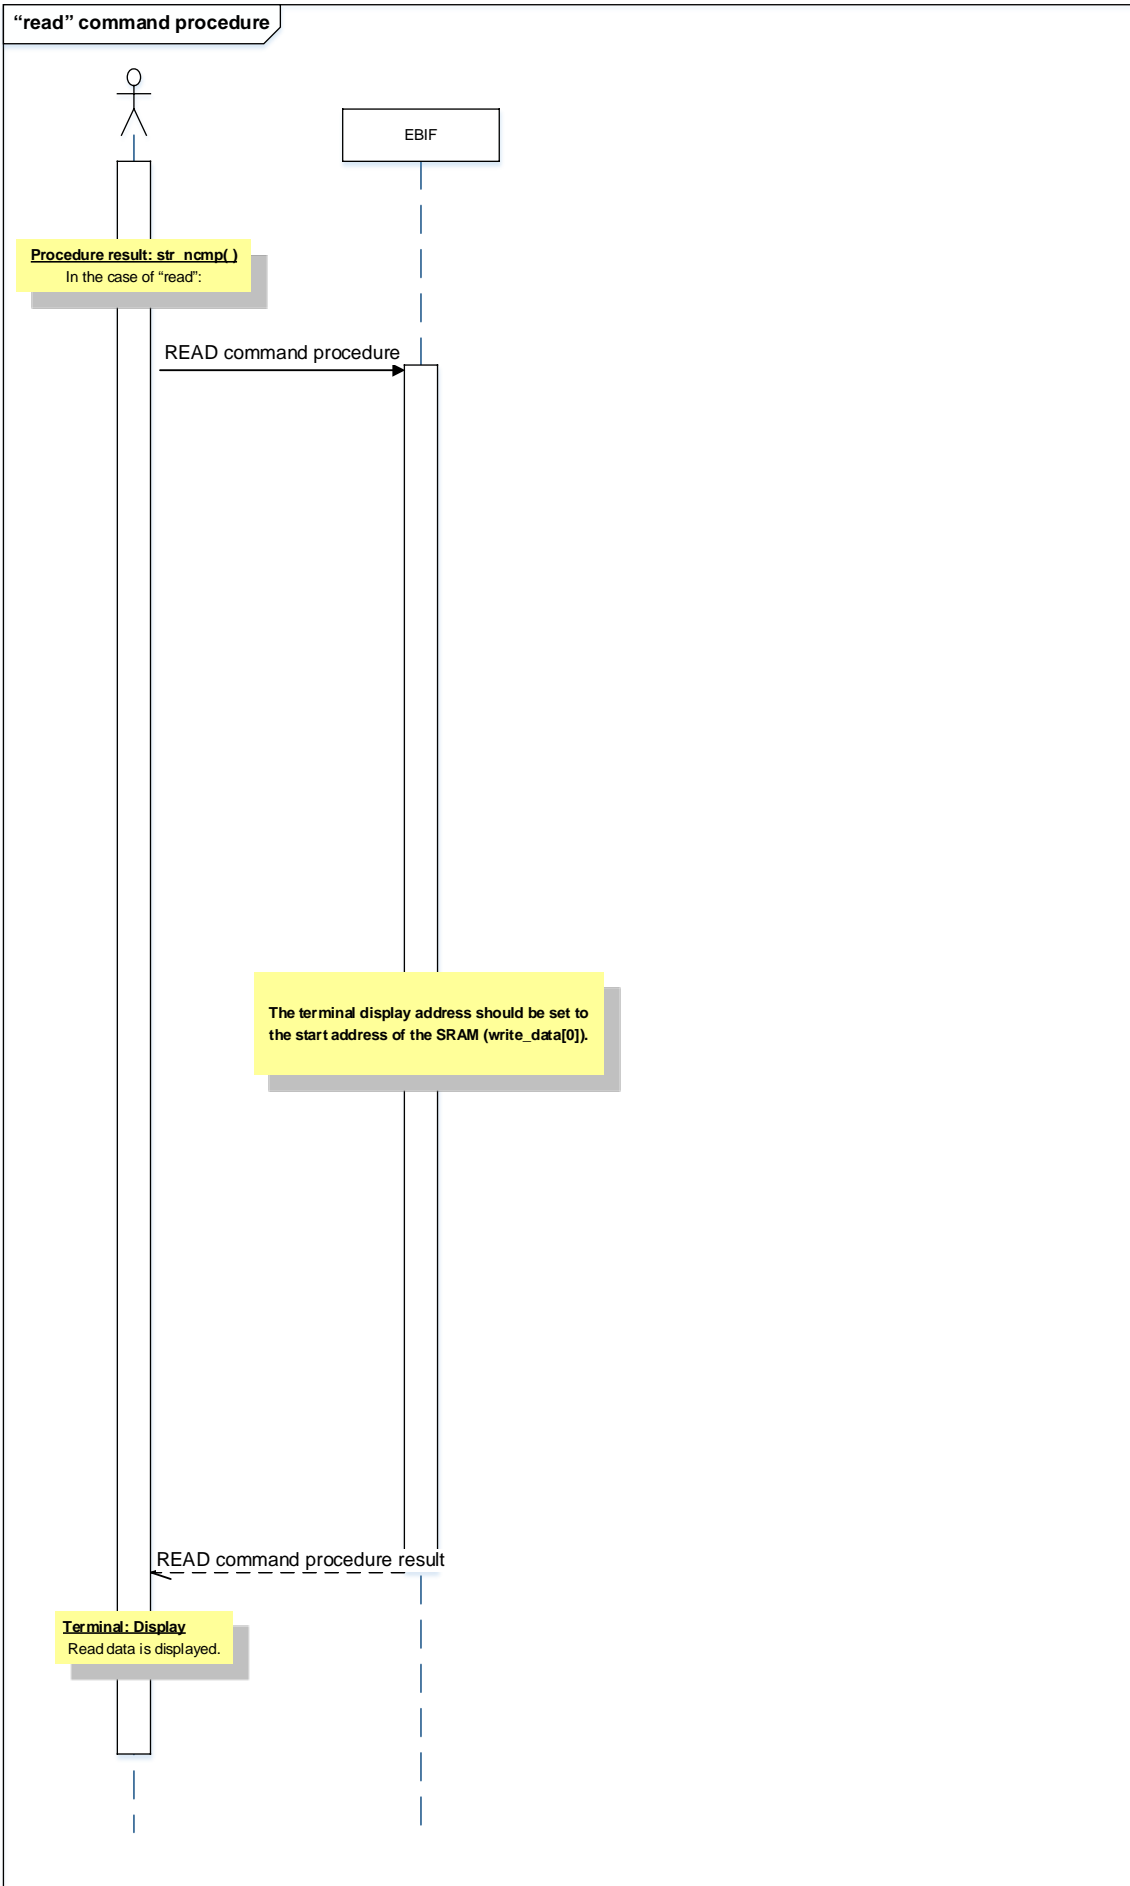 “read” command procedure
EBIF
Procedure result: str_ncmp( )
In the case of “read”:
READ command procedure
The terminal display address should be set to
the start address of the SRAM (write_data[0]).
READ command procedure result
Terminal: Display
Read data is displayed.